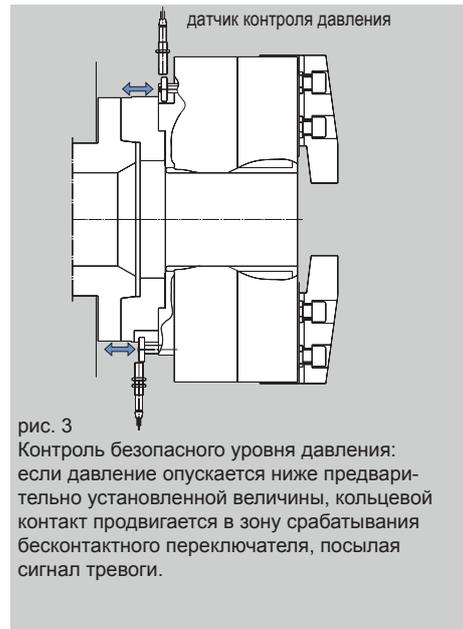 датчик контроля давления
рис. 3
Контроль безопасного уровня давления:
если давление опускается ниже предвари-
тельно установленной величины, кольцевой
контакт продвигается в зону срабатывания
бесконтактного переключателя, посылая
сигнал тревоги.